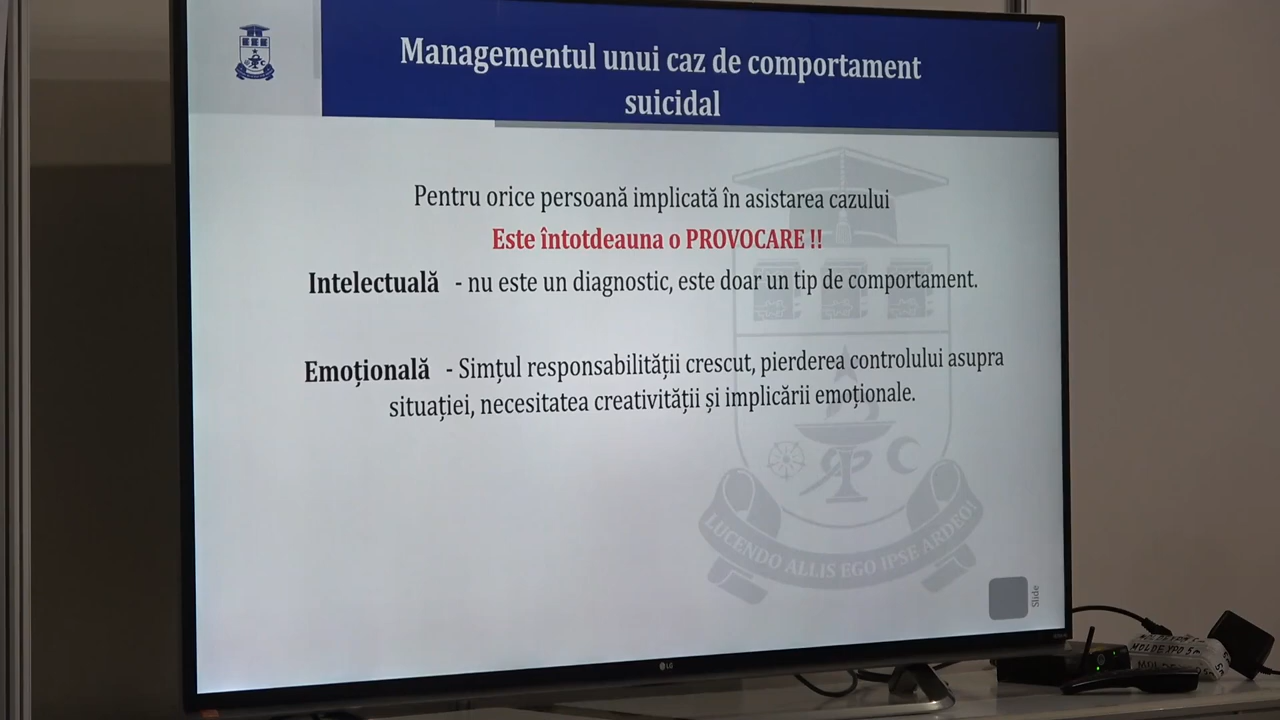 Managementul unui caz de comportament
suicidal
Pentru orice persoană implicată în asistarea cazului
Este întotdeauna o PROVOCARE !!
Intelectuală - nu este un diagnostic, este doar un tip de comportament.
Emoțională - Simțul responsabilității crescut, pierderea controlului asupra
situației, necesitatea creativității și implicării emoționale.
LUCENDO ALLIS EGO IPSE ARDEO!
Slide
LG
MOLDEXPO